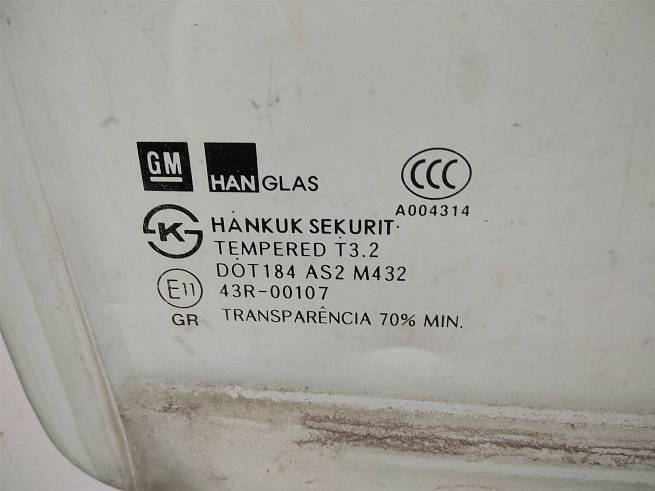 GM HANGLAS CCC
A004314
K HANKUK SEKURIT
TEMPERED T3.2
DOT184 AS2 M432
E11 43R-00107
GR TRANSPARÊNCIA 70% MIN.